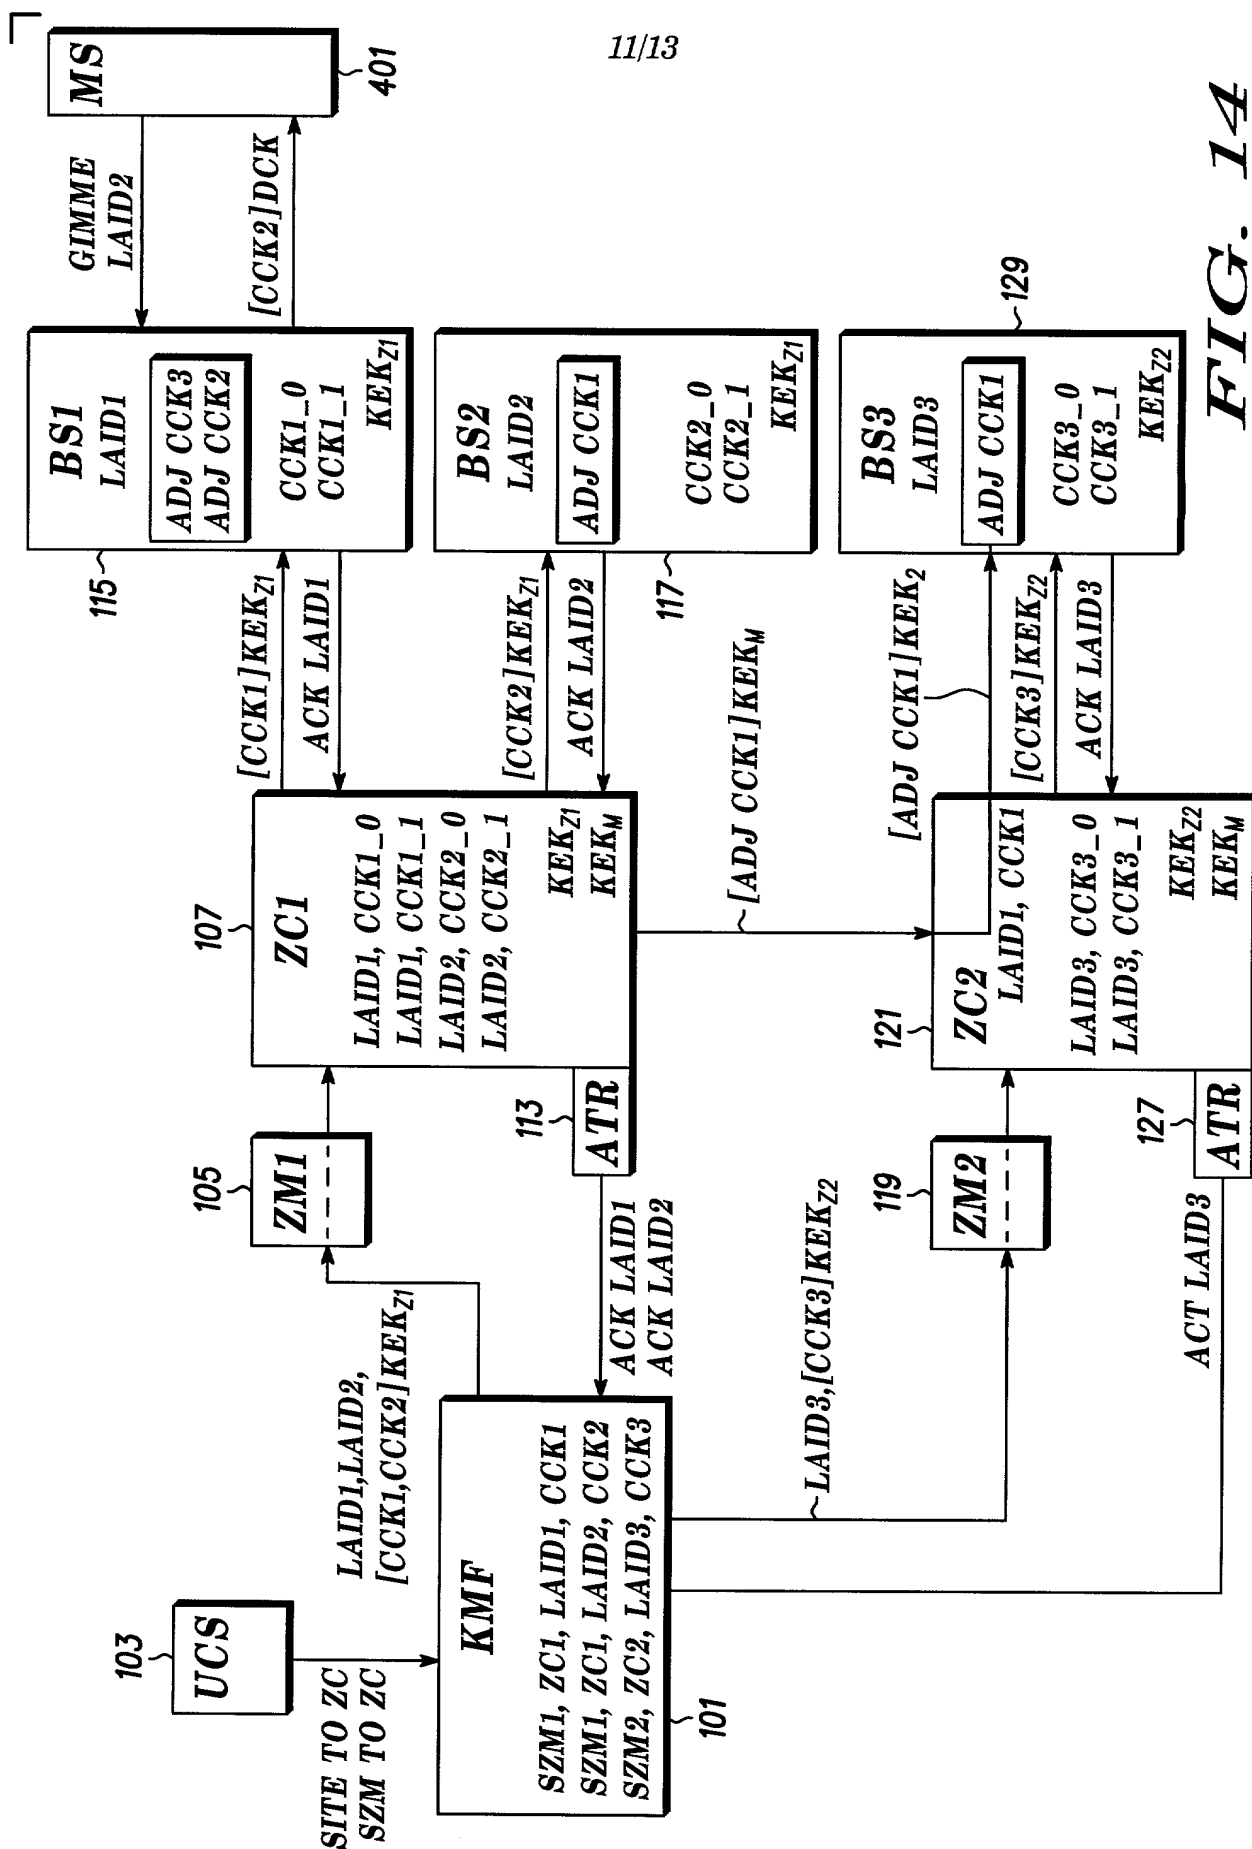 11/13
UCS
103
SITE TO ZC
SZM TO ZC
KMF
SZM1, ZC1, LAID1, CCK1
SZM1, ZC1, LAID2, CCK2
SZM2, ZC2, LAID3, CCK3
101
LAID1,LAID2,
[CCK1,CCK2]KEKZ1
ZM1
105
ACK LAID1
ACK LAID2
LAID3,[CCK3]KEKZ2
ZM2
119
ACT LAID3
ZC1
107
LAID1, CCK1_0
LAID1, CCK1_1
LAID2, CCK2_0
LAID2, CCK2_1
KEKZ1
KEKM
ATR
113
[ADJ CCK1]KEKM
ZC2
121
LAID1, CCK1
LAID3, CCK3_0
LAID3, CCK3_1
KEKZ2
KEKM
ATR
127
[CCK1]KEKZ1
ACK LAID1
[CCK2]KEKZ1
ACK LAID2
[ADJ CCK1]KEK2
[CCK3]KEKZ2
ACK LAID3
BS1
LAID1
ADJ CCK3
ADJ CCK2
CCK1_0
CCK1_1
KEKZ1
115
BS2
LAID2
ADJ CCK1
CCK2_0
CCK2_1
KEKZ1
117
BS3
LAID3
ADJ CCK1
CCK3_0
CCK3_1
KEKZ2
129
GIMME
LAID2
[CCK2]DCK
MS
401
FIG. 14